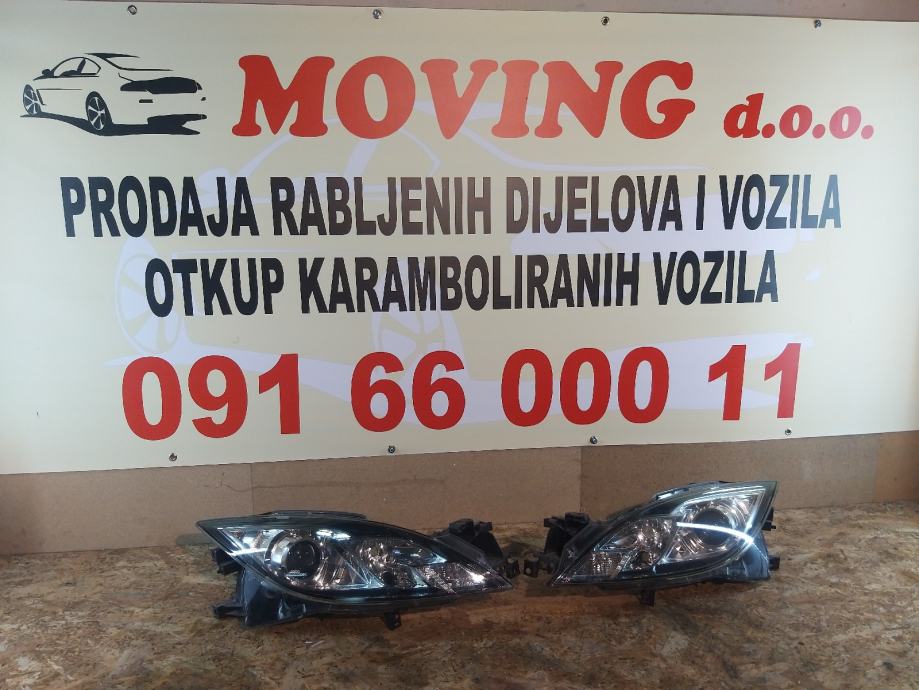 MOVING d.o.o.
PRODAJA RABLJENIH DIJELOVA I VOZILA
OTKUP KARAMBOLIRANIH VOZILA
091 66 000 11